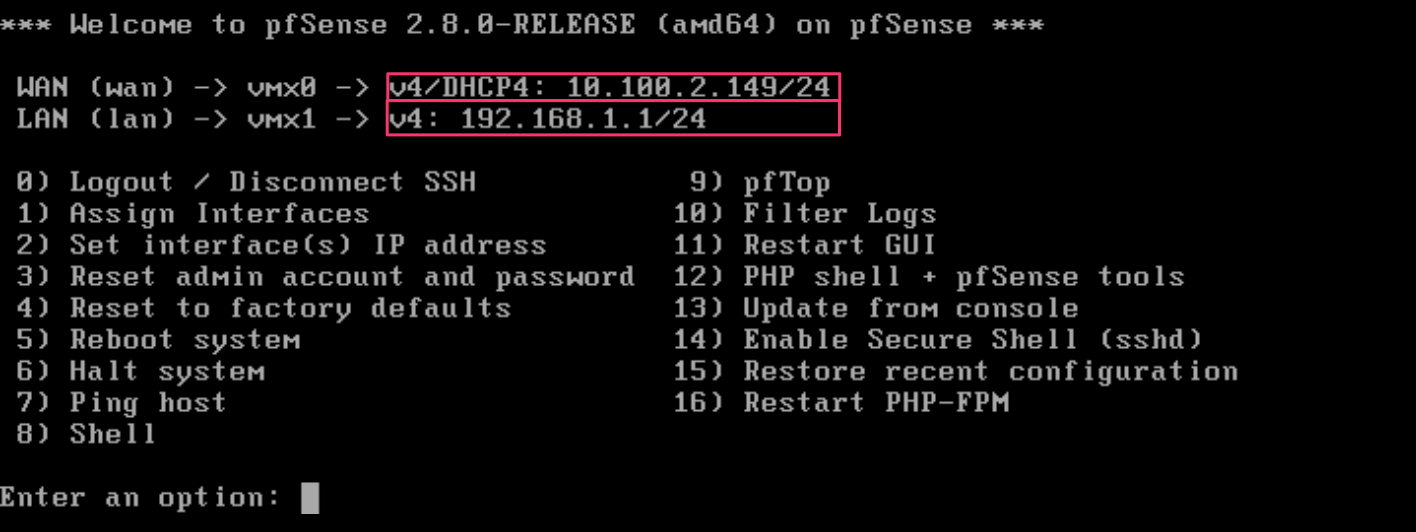 *** Welcome to pfSense 2.8.0-RELEASE (amd64) on pfSense ***
WAN (wan) -> vmx0 -> v4/DHCP4: 10.100.2.149/24
LAN (lan) -> vmx1 -> v4: 192.168.1.1/24
0) Logout / Disconnect SSH 9) pfTop
1) Assign Interfaces 10) Filter Logs
2) Set interface(s) IP address 11) Restart GUI
3) Reset admin account and password 12) PHP shell + pfSense tools
4) Reset to factory defaults 13) Update from console
5) Reboot system 14) Enable Secure Shell (sshd)
6) Halt system 15) Restore recent configuration
7) Ping host 16) Restart PHP-FPM
8) Shell
Enter an option: